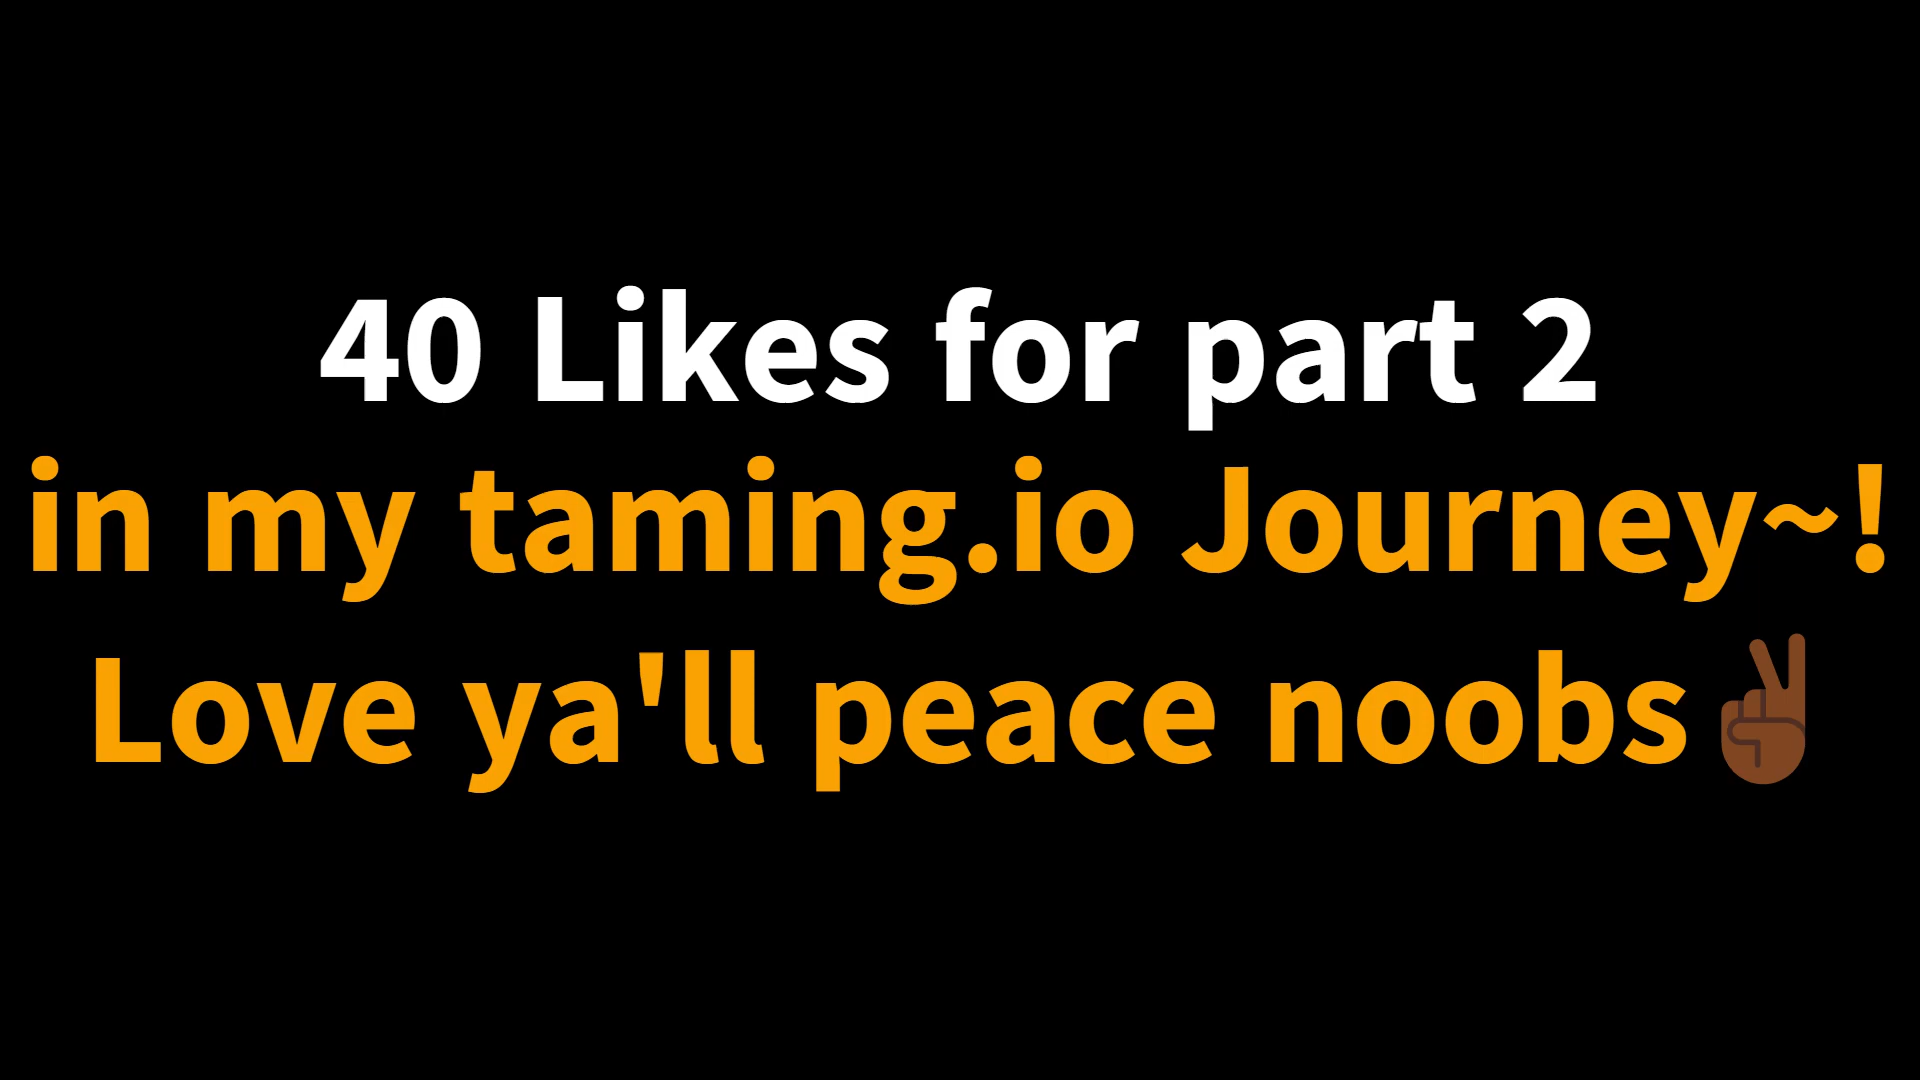 40 Likes for part 2
in my taming.io Journey~!
Love ya'll peace noobs✌🏾